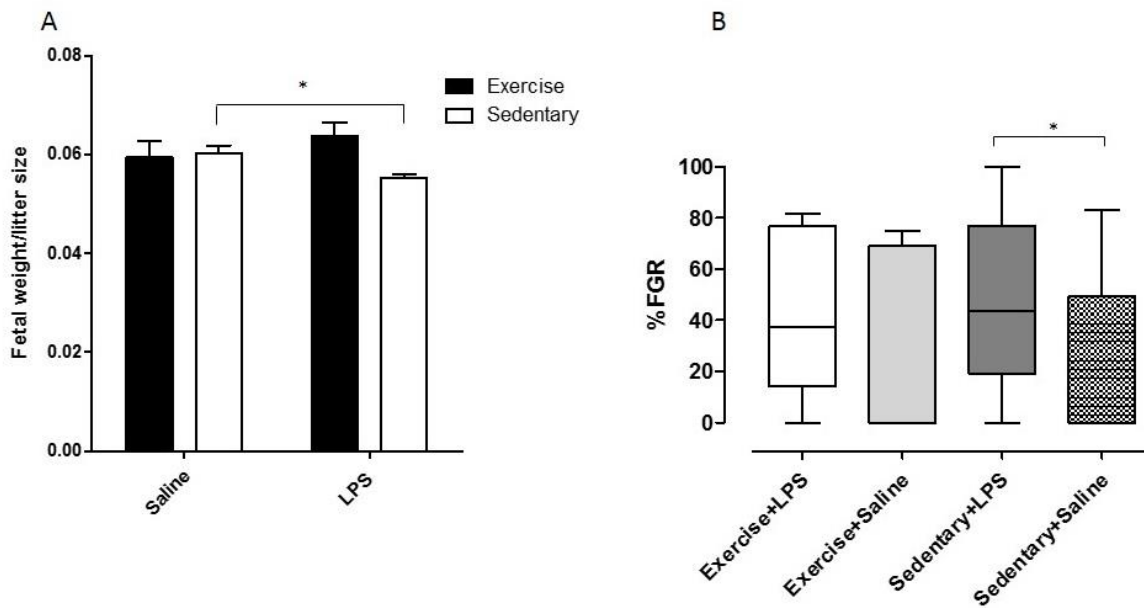 A
Fetal weight/litter size
0.08
0.06
0.04
0.02
0.00
*
Exercise
Sedentary
Saline
LPS
B
%FGR
100
80
60
40
20
0
*
Exercise+LPS
Exercise+Saline
Sedentary+LPS
Sedentary+Saline